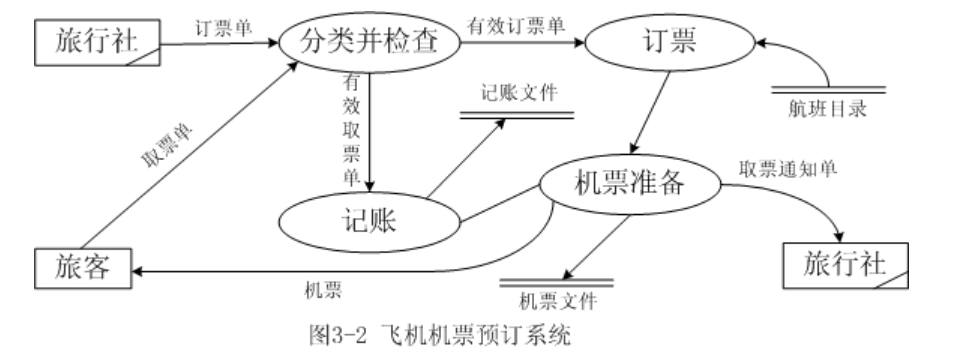 旅行社
订票单
分类并检查
有效订票单
订票
航班目录
有效取票单
记账文件
取票单
记账
机票准备
取票通知单
旅客
机票
机票文件
旅行社
图3-2 飞机机票预订系统